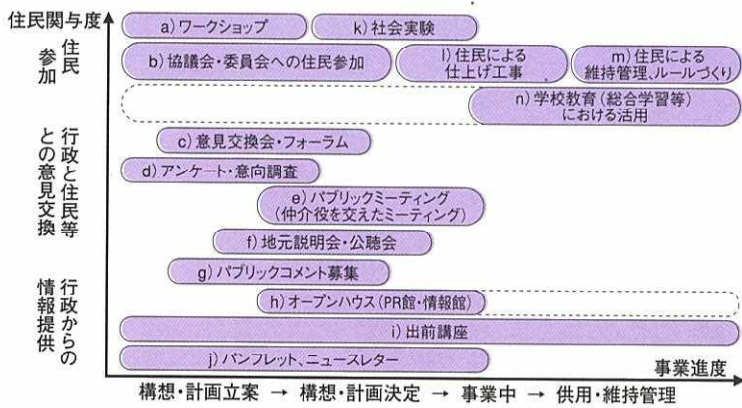 住民関与度
住民参加
a) ワークショップ
k) 社会実験
b) 協議会・委員会への住民参加
l) 住民による
仕上げ工事
m) 住民による
維持管理、ルールづくり
n) 学校教育(総合学習等)
における活用
行政と住民等
との意見交換
c) 意見交換会・フォーラム
d) アンケート・意向調査
e) パブリックミーティング
(仲介役を交えたミーティング)
f) 地元説明会・公聴会
g) パブリックコメント募集
行政からの
情報提供
h) オープンハウス(PR館・情報館)
i) 出前講座
j) パンフレット、ニュースレター
事業進度
構想・計画立案 → 構想・計画決定 → 事業中 → 供用・維持管理